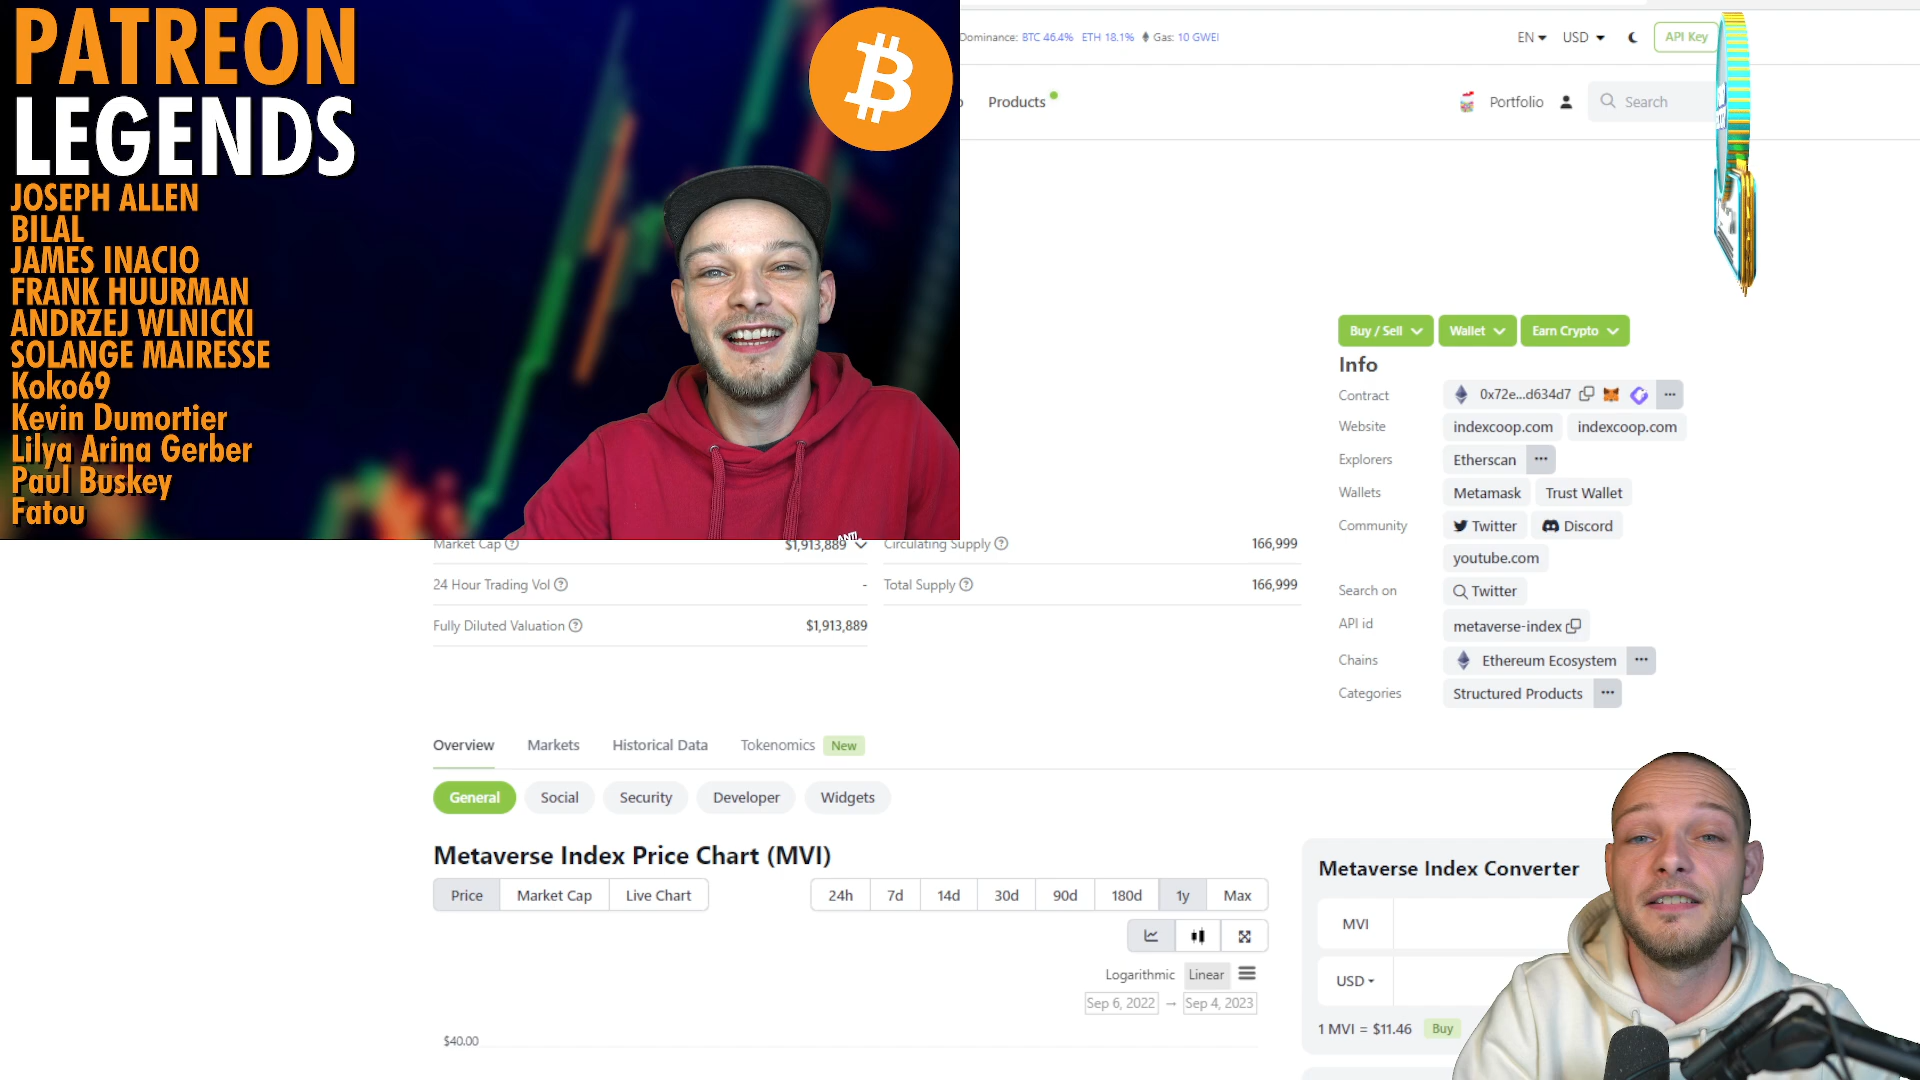 PATREON
LEGENDS
JOSEPH ALLEN
BILAL
JAMES INACIO
FRANK HUURMAN
ANDRZEJ WLNICKI
SOLANGE MAIRESSE
Koko69
Kevin Dumortier
Lilya Arina Gerber
Paul Buskey
Fatou
Dominance: BTC 46.4% ETH 18.1% Gas: 10 GWEI
EN USD API Key
Products
Portfolio Search
Buy / Sell Wallet Earn Crypto
Info
Contract 0x72e...d634d7 ...
Website indexcoop.com indexcoop.com
Explorers Etherscan ...
Wallets Metamask Trust Wallet
Community Twitter Discord
youtube.com
Search on Twitter
API id metaverse-index
Chains Ethereum Ecosystem ...
Categories Structured Products ...
Market Cap $1,913,889 Circulating Supply 166,999
24 Hour Trading Vol - Total Supply 166,999
Fully Diluted Valuation $1,913,889
Overview Markets Historical Data Tokenomics New
General Social Security Developer Widgets
Metaverse Index Price Chart (MVI)
Price Market Cap Live Chart 24h 7d 14d 30d 90d 180d 1y Max
Logarithmic Linear
Sep 6, 2022 → Sep 4, 2023
$40.00
Metaverse Index Converter
MVI
USD
1 MVI = $11.46 Buy